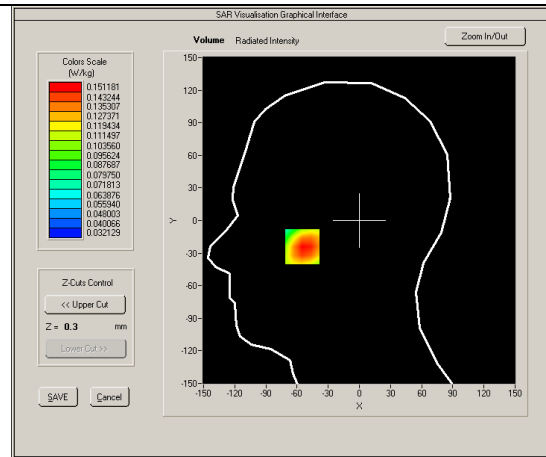 SAR Visualisation Graphical Interface
Volume Radiated Intensity
Zoom In/Out
Colors Scale
(W/kg)
0.151181
0.143244
0.135307
0.127371
0.119434
0.111497
0.103560
0.095624
0.087687
0.079750
0.071813
0.063876
0.055940
0.048003
0.040066
0.032129
Z-Cuts Control
<< Upper Cut
Z = 0.3 mm
Lower Cut >>
SAVE Cancel
150
120
90
60
30
0
-30
-60
-90
-120
-150
Y
-150 -120 -90 -60 -30 0 30 60 90 120 150
X